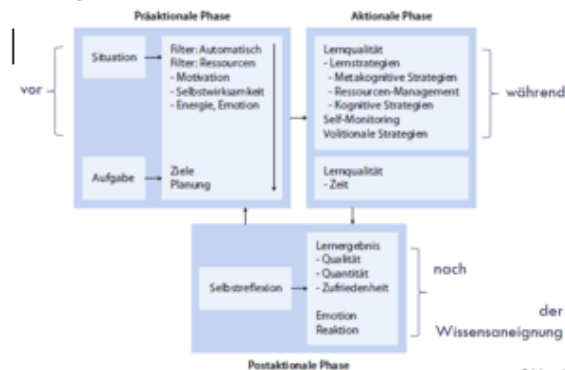 Präaktionale Phase
Aktionale Phase
vor
Situation
Filter: Automatisch
Filter: Ressourcen
- Motivation
- Selbstwirksamkeit
- Energie, Emotion
Aufgabe
Ziele
Planung
Lernqualität
- Lernstrategien
- Metakognitive Strategien
- Ressourcen-Management
- Kognitive Strategien
Self-Monitoring
Volitionale Strategien
während
Lernqualität
- Zeit
Selbstreflexion
Lernergebnis
- Qualität
- Quantität
- Zufriedenheit
Emotion
Reaktion
nach
der
Wissensaneignung
Postaktionale Phase